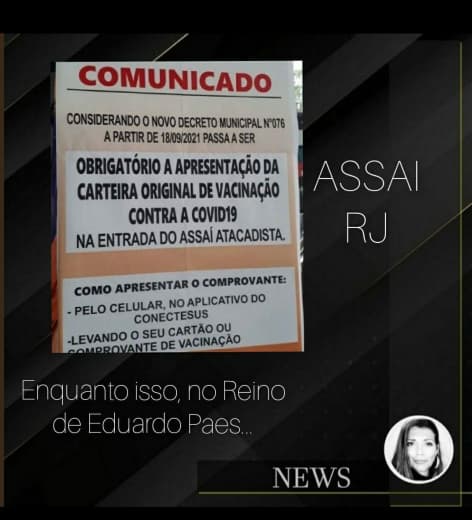 COMUNICADO
CONSIDERANDO O NOVO DECRETO MUNICIPAL Nº076
A PARTIR DE 18/09/2021 PASSA A SER
OBRIGATÓRIO A APRESENTAÇÃO DA
CARTEIRA ORIGINAL DE VACINAÇÃO
CONTRA A COVID19
NA ENTRADA DO ASSAÍ ATACADISTA.
COMO APRESENTAR O COMPROVANTE:
- PELO CELULAR, NO APLICATIVO DO
CONECTESUS
-LEVANDO O SEU CARTÃO OU
COMPROVANTE DE VACINAÇÃO
ASSAI
RJ
Enquanto isso, no Reino
de Eduardo Paes...
NEWS